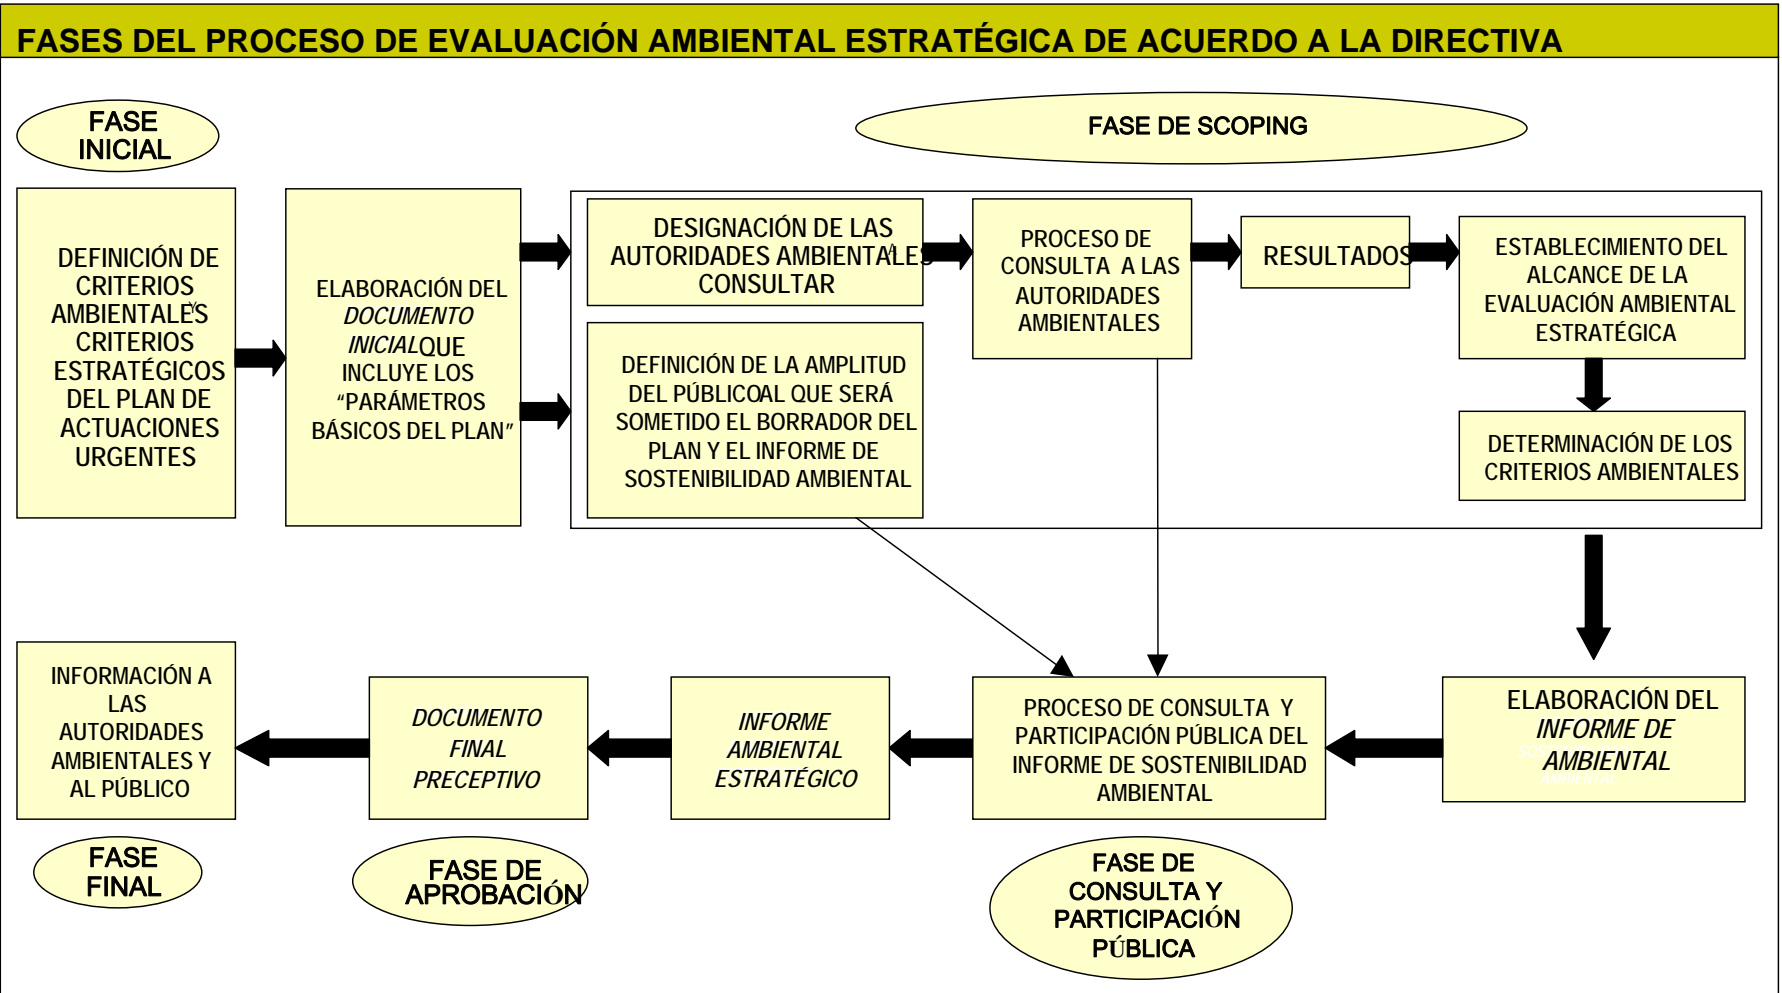 FASES DEL PROCESO DE EVALUACIÓN AMBIENTAL ESTRATÉGICA DE ACUERDO A LA DIRECTIVA
FASE
INICIAL
FASE DE SCOPING
DEFINICIÓN DE
CRITERIOS
AMBIENTALES Y
CRITERIOS
ESTRATÉGICOS
DEL PLAN DE
ACTUACIONES
URGENTES
ELABORACIÓN DEL
DOCUMENTO
INICIAL QUE
INCLUYE LOS
“PARÁMETROS
BÁSICOS DEL PLAN”
DESIGNACIÓN DE LAS
AUTORIDADES AMBIENTALES A
CONSULTAR
DEFINICIÓN DE LA AMPLITUD
DEL PÚBLICO AL QUE SERÁ
SOMETIDO EL BORRADOR DEL
PLAN Y EL INFORME DE
SOSTENIBILIDAD AMBIENTAL
PROCESO DE
CONSULTA A LAS
AUTORIDADES
AMBIENTALES
RESULTADOS
ESTABLECIMIENTO DEL
ALCANCE DE LA
EVALUACIÓN AMBIENTAL
ESTRATÉGICA
DETERMINACIÓN DE LOS
CRITERIOS AMBIENTALES
INFORMACIÓN A
LAS
AUTORIDADES
AMBIENTALES Y
AL PÚBLICO
DOCUMENTO
FINAL
PRECEPTIVO
INFORME
AMBIENTAL
ESTRATÉGICO
PROCESO DE CONSULTA Y
PARTICIPACIÓN PÚBLICA DEL
INFORME DE SOSTENIBILIDAD
AMBIENTAL
ELABORACIÓN DEL
INFORME DE
AMBIENTAL
FASE
FINAL
FASE DE
APROBACIÓN
FASE DE
CONSULTA Y
PARTICIPACIÓN
PÚBLICA